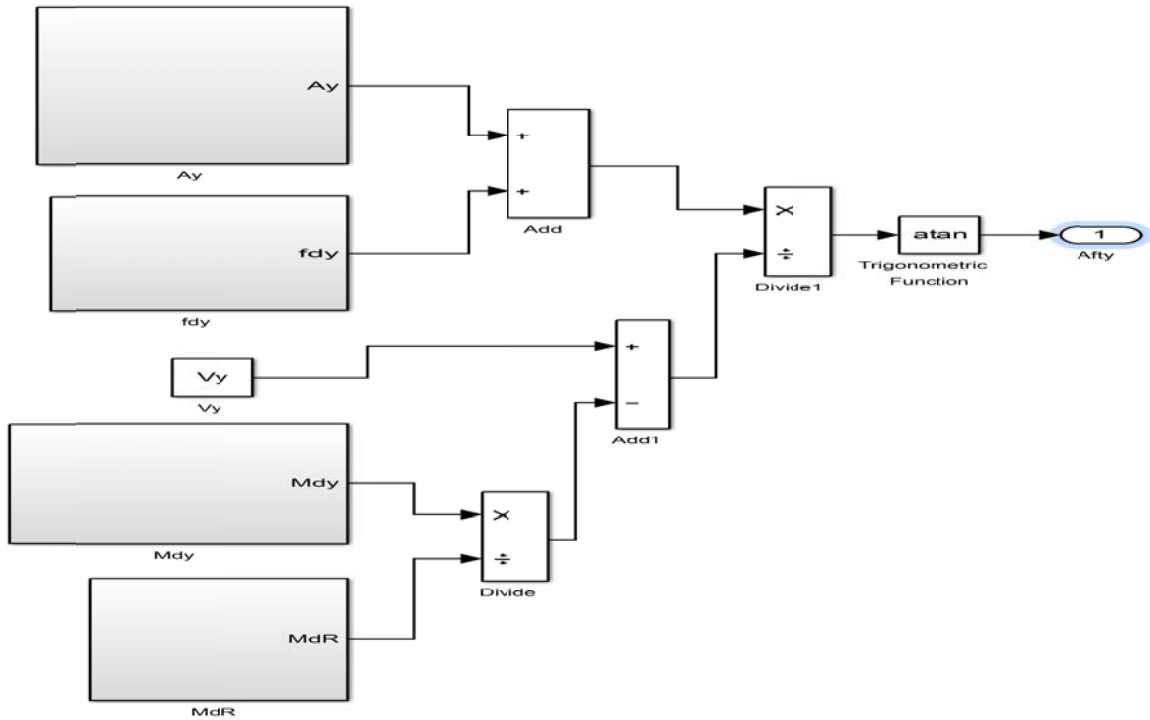 Ay
Ay
+
+
Add
fdy
fdy
×
÷
Divide1
atan
Trigonometric
Function
1
Afty
Vy
Vy
+
−
Add1
Mdy
Mdy
×
÷
Divide
MdR
MdR